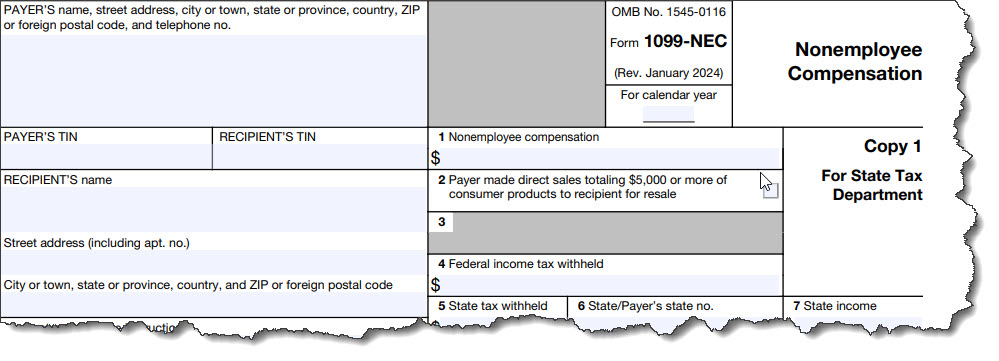 PAYER'S name, street address, city or town, state or province, country, ZIP
or foreign postal code, and telephone no.
OMB No. 1545-0116
Form 1099-NEC
(Rev. January 2024)
For calendar year
Nonemployee
Compensation
PAYER'S TIN
RECIPIENT'S TIN
1 Nonemployee compensation
$
Copy 1
For State Tax
Department
RECIPIENT'S name
2 Payer made direct sales totaling $5,000 or more of
consumer products to recipient for resale
3
Street address (including apt. no.)
4 Federal income tax withheld
$
City or town, state or province, country, and ZIP or foreign postal code
5 State tax withheld
6 State/Payer's state no.
7 State income